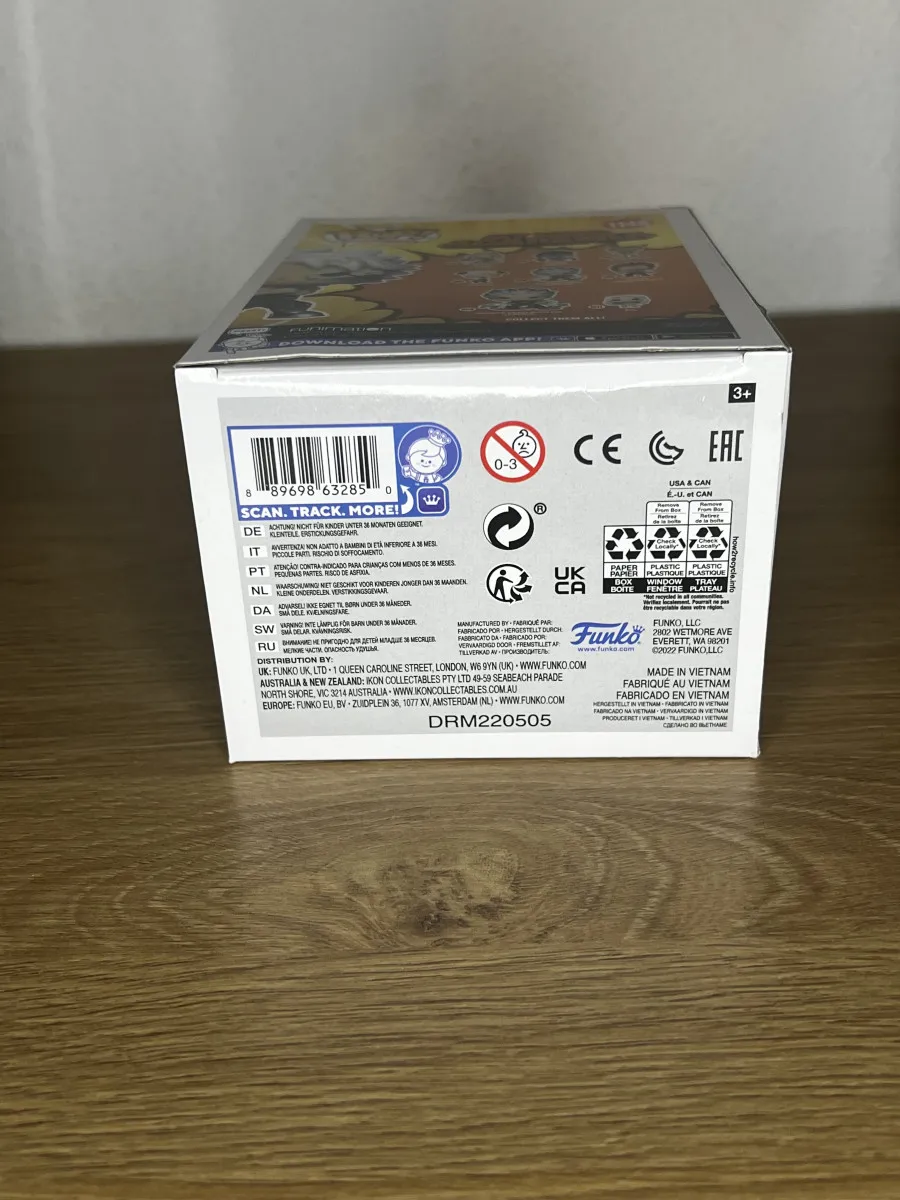 funimation
COLLECT THEM ALL!
DOWNLOAD THE FUNKO APP!
3+
8 89698 63285 0
SCAN. TRACK. MORE!
0-3
CE
EAC
®
UK
CA
USA & CAN
É.-U. et CAN
Remove
From Box
Retirez
de la boîte
Remove
From Box
Retirez
de la boîte
Check
Locally*
Check
Locally*
PAPER
PAPIER
BOX
BOÎTE
PLASTIC
PLASTIQUE
WINDOW
FENÊTRE
PLASTIC
PLASTIQUE
TRAY
PLATEAU
*Not recycled in all communities.
Vérifiez localement. Pourrait ne pas
être recyclable dans votre région.
how2recycle.info
DE ACHTUNG! NICHT FÜR KINDER UNTER 36 MONATEN GEEIGNET.
KLEINTEILE. ERSTICKUNGSGEFAHR.
IT AVVERTENZA! NON ADATTO A BAMBINI DI ETÀ INFERIORE A 36 MESI.
PICCOLE PARTI. RISCHIO DI SOFFOCAMENTO.
PT ATENÇÃO! CONTRA-INDICADO PARA CRIANÇAS COM MENOS DE 36 MESES.
PEQUENAS PARTES. RISCO DE ASFIXIA.
NL WAARSCHUWING! NIET GESCHIKT VOOR KINDEREN JONGER DAN 36 MAANDEN.
KLEINE ONDERDELEN. VERSTIKKINGSGEVAAR.
DA ADVARSEL! IKKE EGNET TIL BØRN UNDER 36 MÅNEDER.
SMÅ DELE. KVÆLNINGSFARE.
SW VARNING! INTE LÄMPLIG FÖR BARN UNDER 36 MÅNADER.
SMÅ DELAR. KVÄVNINGSRISK.
RU ВНИМАНИЕ! НЕ ПРИГОДНО ДЛЯ ДЕТЕЙ МЛАДШЕ 36 МЕСЯЦЕВ.
МЕЛКИЕ ЧАСТИ. ОПАСНОСТЬ УДУШЬЯ.
MANUFACTURED BY • FABRIQUÉ PAR:
FABRICADO POR • HERGESTELLT DURCH:
FABBRICATO DA • FABRICADO POR:
VERVAARDIGD DOOR • FREMSTILLET AF:
TILLVERKAD AV • ПРОИЗВОДИТЕЛЬ:
Funko
www.funko.com
FUNKO, LLC
2802 WETMORE AVE
EVERETT, WA 98201
©2022 FUNKO,LLC
DISTRIBUTION BY:
UK: FUNKO UK, LTD • 1 QUEEN CAROLINE STREET, LONDON, W6 9YN (UK) • WWW.FUNKO.COM
AUSTRALIA & NEW ZEALAND: IKON COLLECTABLES PTY LTD 49-59 SEABEACH PARADE
NORTH SHORE, VIC 3214 AUSTRALIA • WWW.IKONCOLLECTABLES.COM.AU
EUROPE: FUNKO EU, BV • ZUIDPLEIN 36, 1077 XV, AMSTERDAM (NL) • WWW.FUNKO.COM
DRM220505
MADE IN VIETNAM
FABRIQUÉ AU VIETNAM
FABRICADO EN VIETNAM
HERGESTELLT IN VIETNAM • FABBRICATO IN VIETNAM
FABRICADO NA VIETNAM • VERVAARDIGD IN VIETNAM
PRODUCERET I VIETNAM • TILLVERKAD I VIETNAM
СДЕЛАНО ВО ВЬЕТНАМЕ